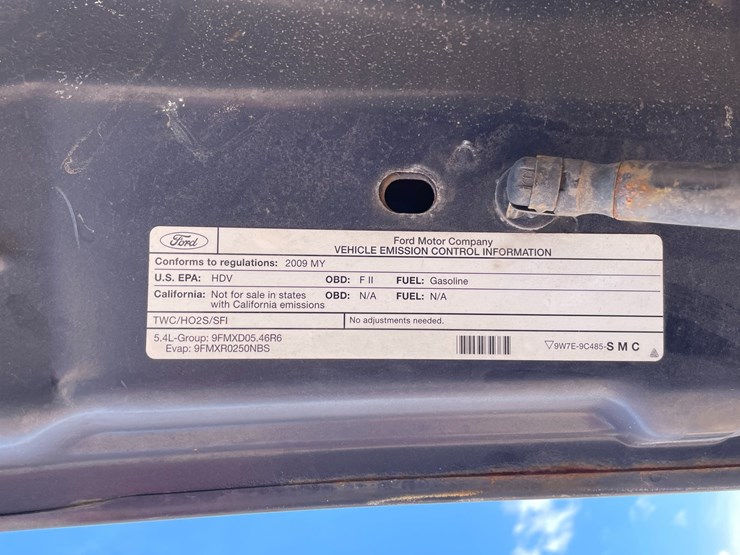 Ford
Ford Motor Company
VEHICLE EMISSION CONTROL INFORMATION
Conforms to regulations: 2009 MY
U.S. EPA: HDV OBD: F II FUEL: Gasoline
California: Not for sale in states with California emissions OBD: N/A FUEL: N/A
TWC/HO2S/SFI No adjustments needed.
5.4L-Group: 9FMXD05.46R6
Evap: 9FMXR0250NBS
▽9W7E-9C485-S M C